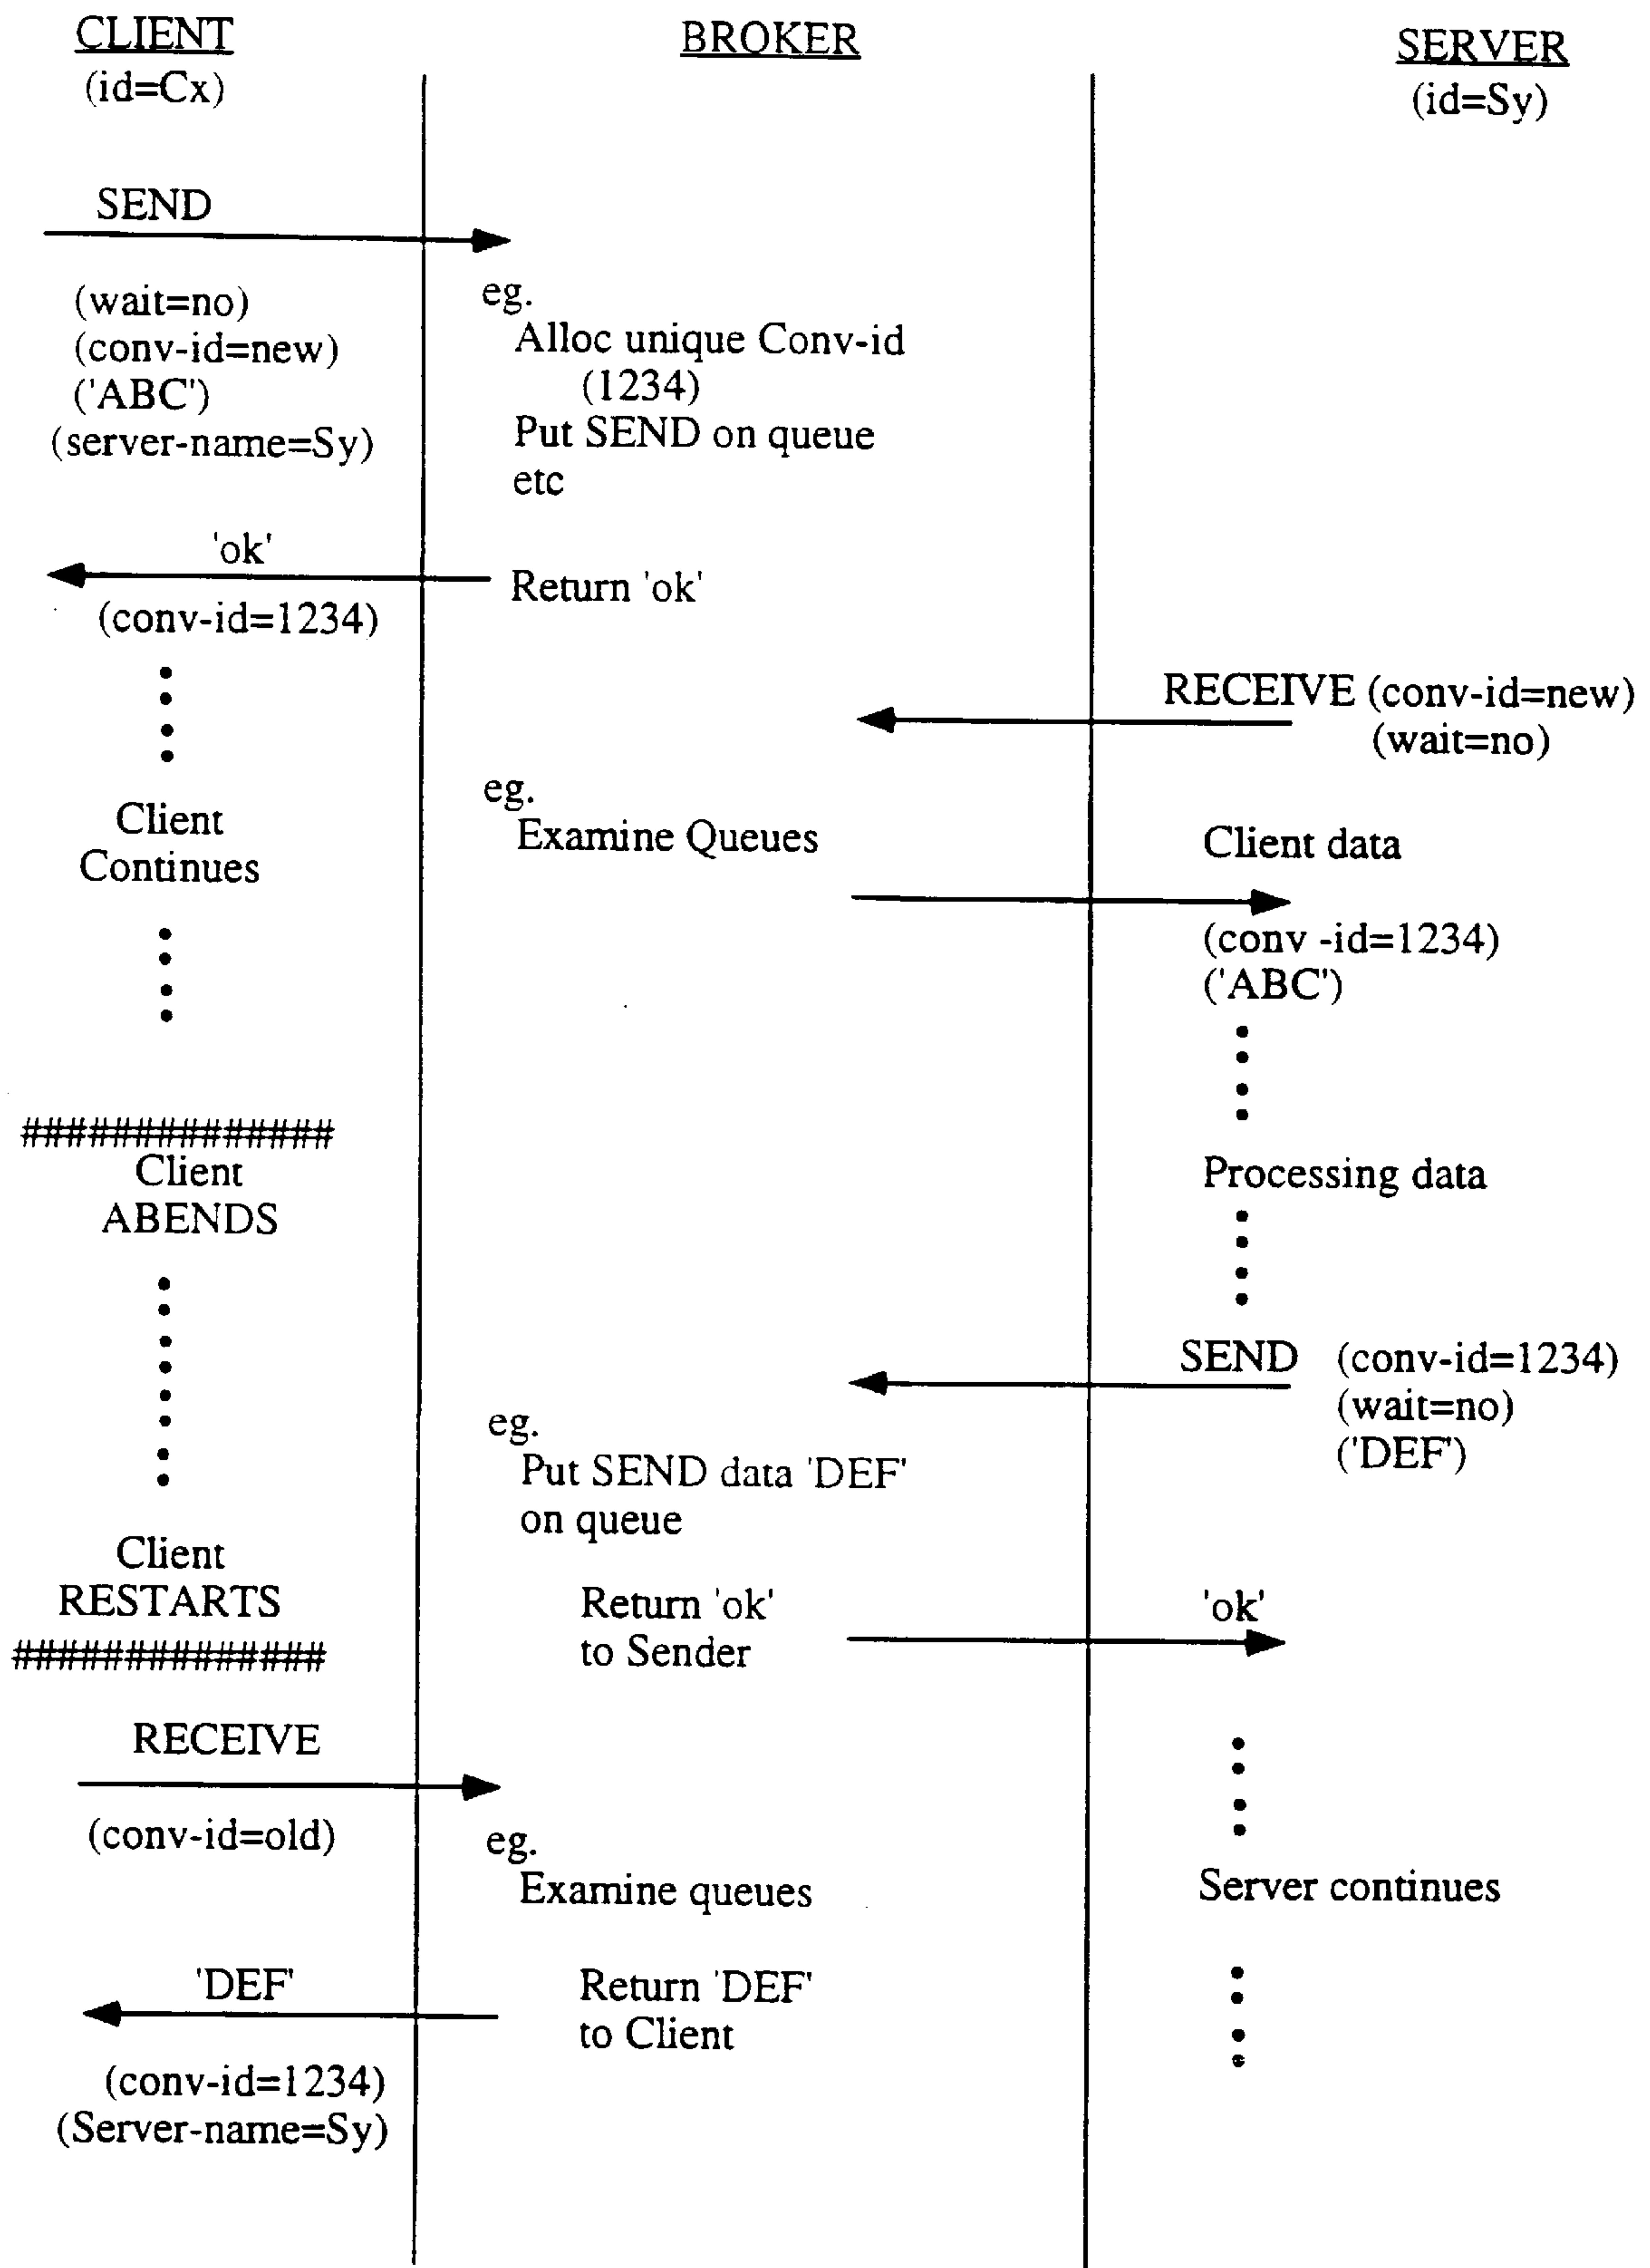 CLIENT
(id=Cx)
BROKER
SERVER
(id=Sy)
SEND
(wait=no)
(conv-id=new)
('ABC')
(server-name=Sy)
eg.
Alloc unique Conv-id
(1234)
Put SEND on queue
etc
'ok'
(conv-id=1234)
Return 'ok'
RECEIVE (conv-id=new)
(wait=no)
Client
Continues
eg.
Examine Queues
Client data
(conv -id=1234)
('ABC')
##############
Client
ABENDS
Processing data
SEND (conv-id=1234)
(wait=no)
('DEF')
eg.
Put SEND data 'DEF'
on queue
Client
RESTARTS
##############
Return 'ok'
to Sender
'ok'
RECEIVE
(conv-id=old)
eg.
Examine queues
Server continues
'DEF'
Return 'DEF'
to Client
(conv-id=1234)
(Server-name=Sy)